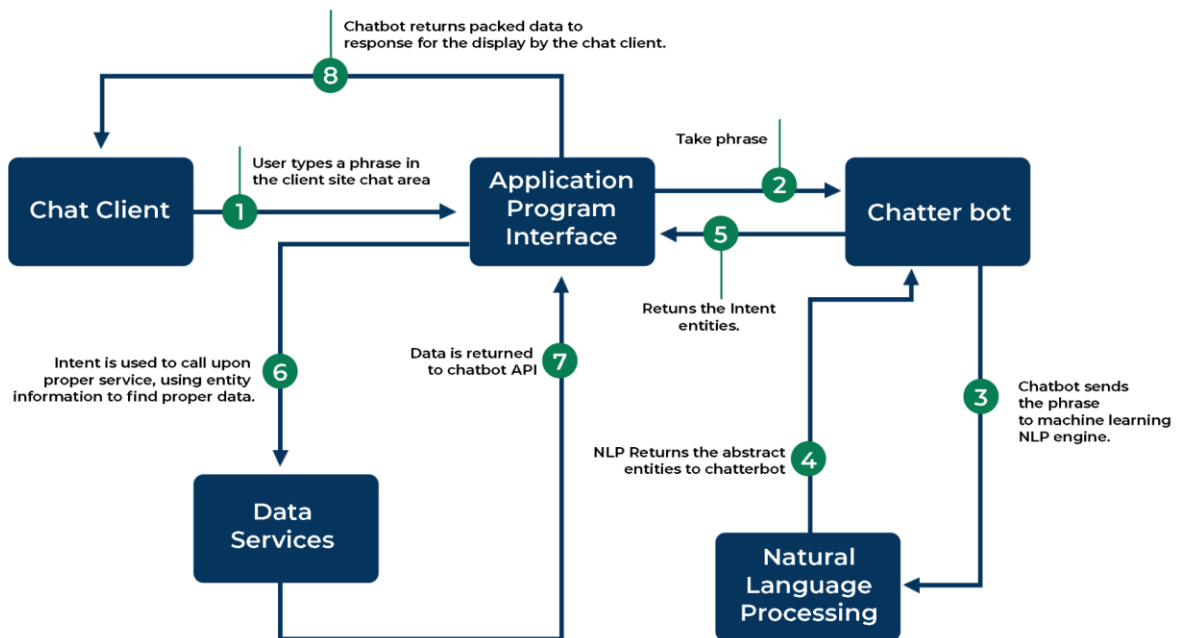 Chatbot returns packed data to
response for the display by the chat client.
8
Chat Client
User types a phrase in
the client site chat area
1
Application
Program
Interface
Take phrase
2
Chatter bot
5
Retuns the Intent
entities.
Intent is used to call upon
proper service, using entity
information to find proper data.
6
Data is returned
to chatbot API
7
Chatbot sends
the phrase
to machine learning
NLP engine.
3
NLP Returns the abstract
entities to chatterbot
4
Data
Services
Natural
Language
Processing